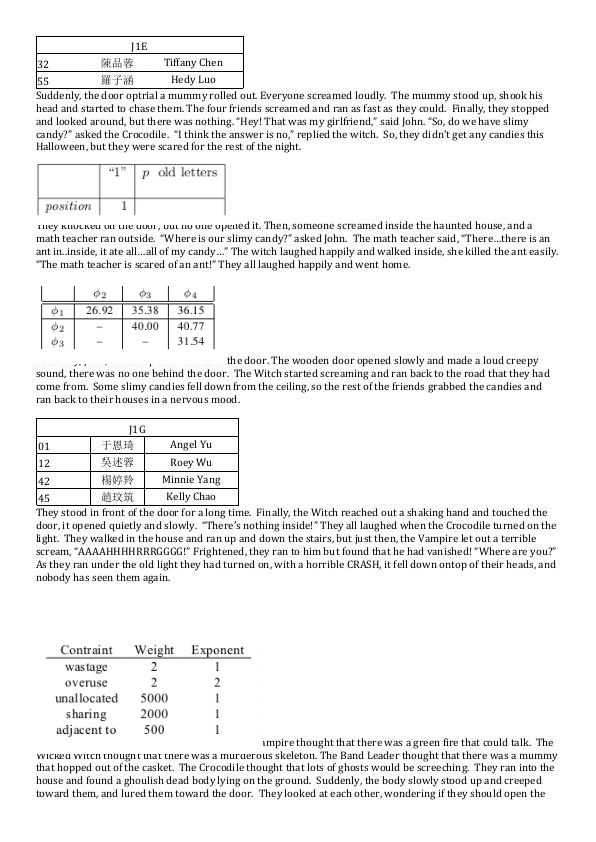 J1E
32 陳品蓉 Tiffany Chen
55 羅子涵 Hedy Luo
Suddenly, the door optrial a mummy rolled out. Everyone screamed loudly.  The mummy stood up, shook his
head and started to chase them. The four friends screamed and ran as fast as they could.  Finally, they stopped
and looked around, but there was nothing. “Hey! That was my girlfriend,” said John. “So, do we have slimy
candy?” asked the Crocodile.  “I think the answer is no,” replied the witch.  So, they didn’t get any candies this
Halloween, but they were scared for the rest of the night.
“1” p old letters
position 1
They knocked on the door, but no one opened it. Then, someone screamed inside the haunted house, and a
math teacher ran outside.  “Where is our slimy candy?” asked John.  The math teacher said, “There…there is an
ant in..inside, it ate all…all of my candy…” The witch laughed happily and walked inside, she killed the ant easily.
“The math teacher is scared of an ant!” They all laughed happily and went home.
ϕ2 ϕ3 ϕ4
ϕ1 26.92 35.38 36.15
ϕ2 – 40.00 40.77
ϕ3 – – 31.54
the door. The wooden door opened slowly and made a loud creepy
sound, there was no one behind the door.  The Witch started screaming and ran back to the road that they had
come from.  Some slimy candies fell down from the ceiling, so the rest of the friends grabbed the candies and
ran back to their houses in a nervous mood.
J1G
01 于恩琦 Angel Yu
12 吳述蓉 Roey Wu
42 楊婷羚 Minnie Yang
45 趙玟筑 Kelly Chao
They stood in front of the door for a long time.  Finally, the Witch reached out a shaking hand and touched the
door, it opened quietly and slowly.  “There’s nothing inside!” They all laughed when the Crocodile turned on the
light.  They walked in the house and ran up and down the stairs, but just then, the Vampire let out a terrible
scream, “AAAAHHHHRRRGGGG!” Frightened, they ran to him but found that he had vanished! “Where are you?”
As they ran under the old light they had turned on, with a horrible CRASH, it fell down ontop of their heads, and
nobody has seen them again.
Contraint Weight Exponent
wastage 2 1
overuse 2 2
unallocated 5000 1
sharing 2000 1
adjacent to 500 1
ampire thought that there was a green fire that could talk.  The
Wicked Witch thought that there was a murderous skeleton. The Band Leader thought that there was a mummy
that hopped out of the casket.  The Crocodile thought that lots of ghosts would be screeching.  They ran into the
house and found a ghoulish dead body lying on the ground.  Suddenly, the body slowly stood up and creeped
toward them, and lured them toward the door.  They looked at each other, wondering if they should open the